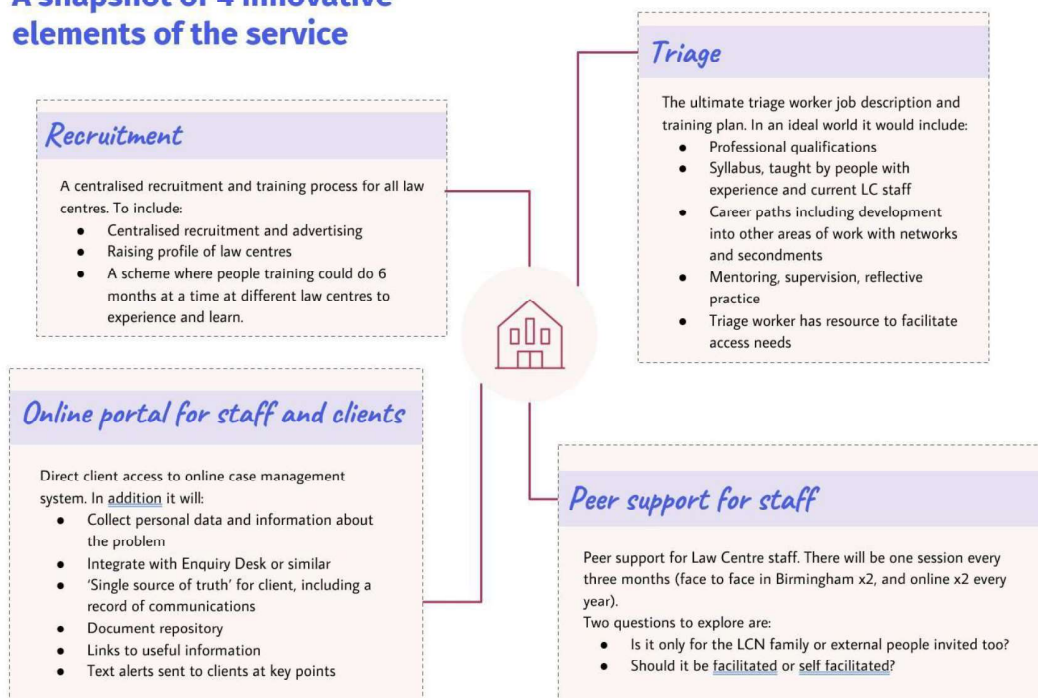 A snapshot of 4 innovative
elements of the service
Recruitment
A centralised recruitment and training process for all law
centres. To include:
● Centralised recruitment and advertising
● Raising profile of law centres
● A scheme where people training could do 6
months at a time at different law centres to
experience and learn.
Triage
The ultimate triage worker job description and
training plan. In an ideal world it would include:
● Professional qualifications
● Syllabus, taught by people with
experience and current LC staff
● Career paths including development
into other areas of work with networks
and secondments
● Mentoring, supervision, reflective
practice
● Triage worker has resource to facilitate
access needs
Online portal for staff and clients
Direct client access to online case management
system. In addition it will:
● Collect personal data and information about
the problem
● Integrate with Enquiry Desk or similar
● ‘Single source of truth’ for client, including a
record of communications
● Document repository
● Links to useful information
● Text alerts sent to clients at key points
Peer support for staff
Peer support for Law Centre staff. There will be one session every
three months (face to face in Birmingham x2, and online x2 every
year).
Two questions to explore are:
● Is it only for the LCN family or external people invited too?
● Should it be facilitated or self facilitated?